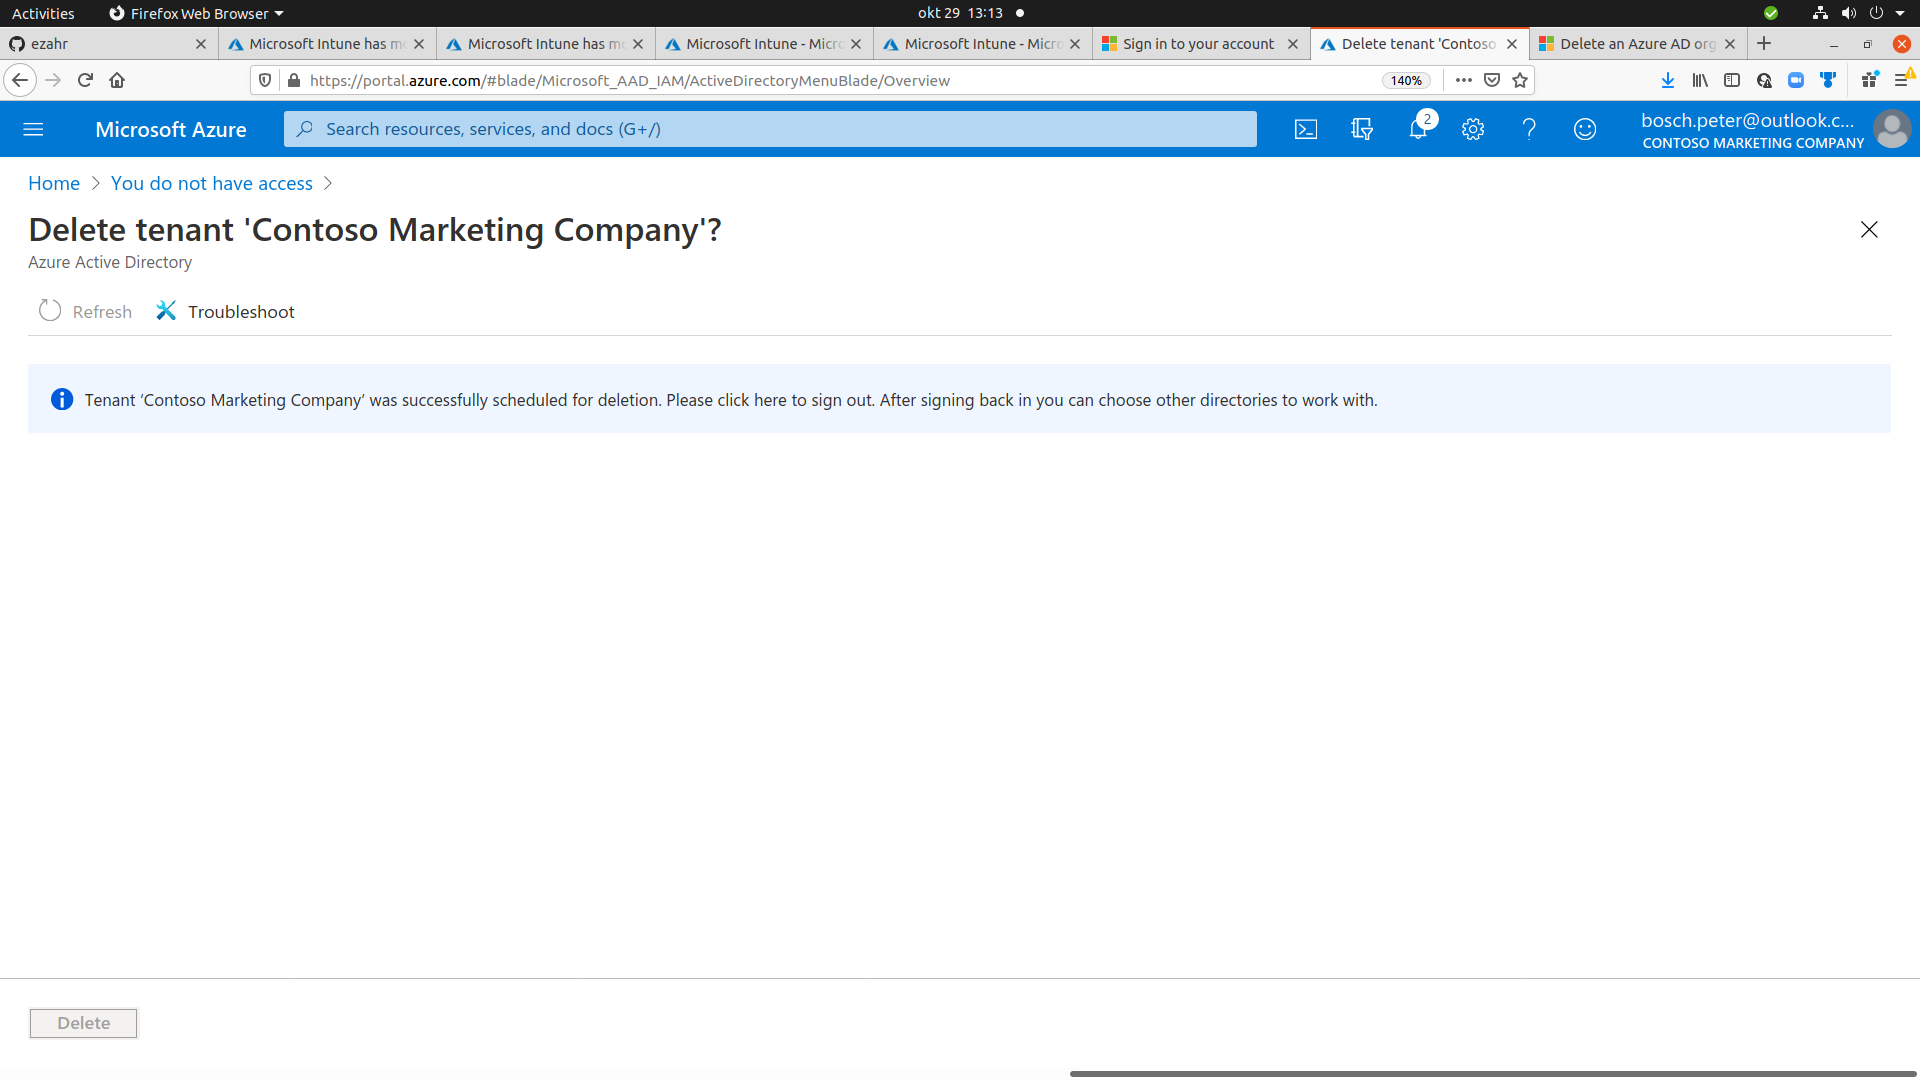 Activities
Firefox Web Browser
okt 29 13:13
ezahr
Microsoft Intune has mo
Microsoft Intune has mo
Microsoft Intune - Micro
Microsoft Intune - Micro
Sign in to your account
Delete tenant 'Contoso
Delete an Azure AD org
https://portal.azure.com/#blade/Microsoft_AAD_IAM/ActiveDirectoryMenuBlade/Overview
140%
Microsoft Azure
Search resources, services, and docs (G+/)
2
bosch.peter@outlook.c...
CONTOSO MARKETING COMPANY
Home > You do not have access >
Delete tenant 'Contoso Marketing Company'?
Azure Active Directory
Refresh
Troubleshoot
Tenant ‘Contoso Marketing Company’ was successfully scheduled for deletion. Please click here to sign out. After signing back in you can choose other directories to work with.
Delete